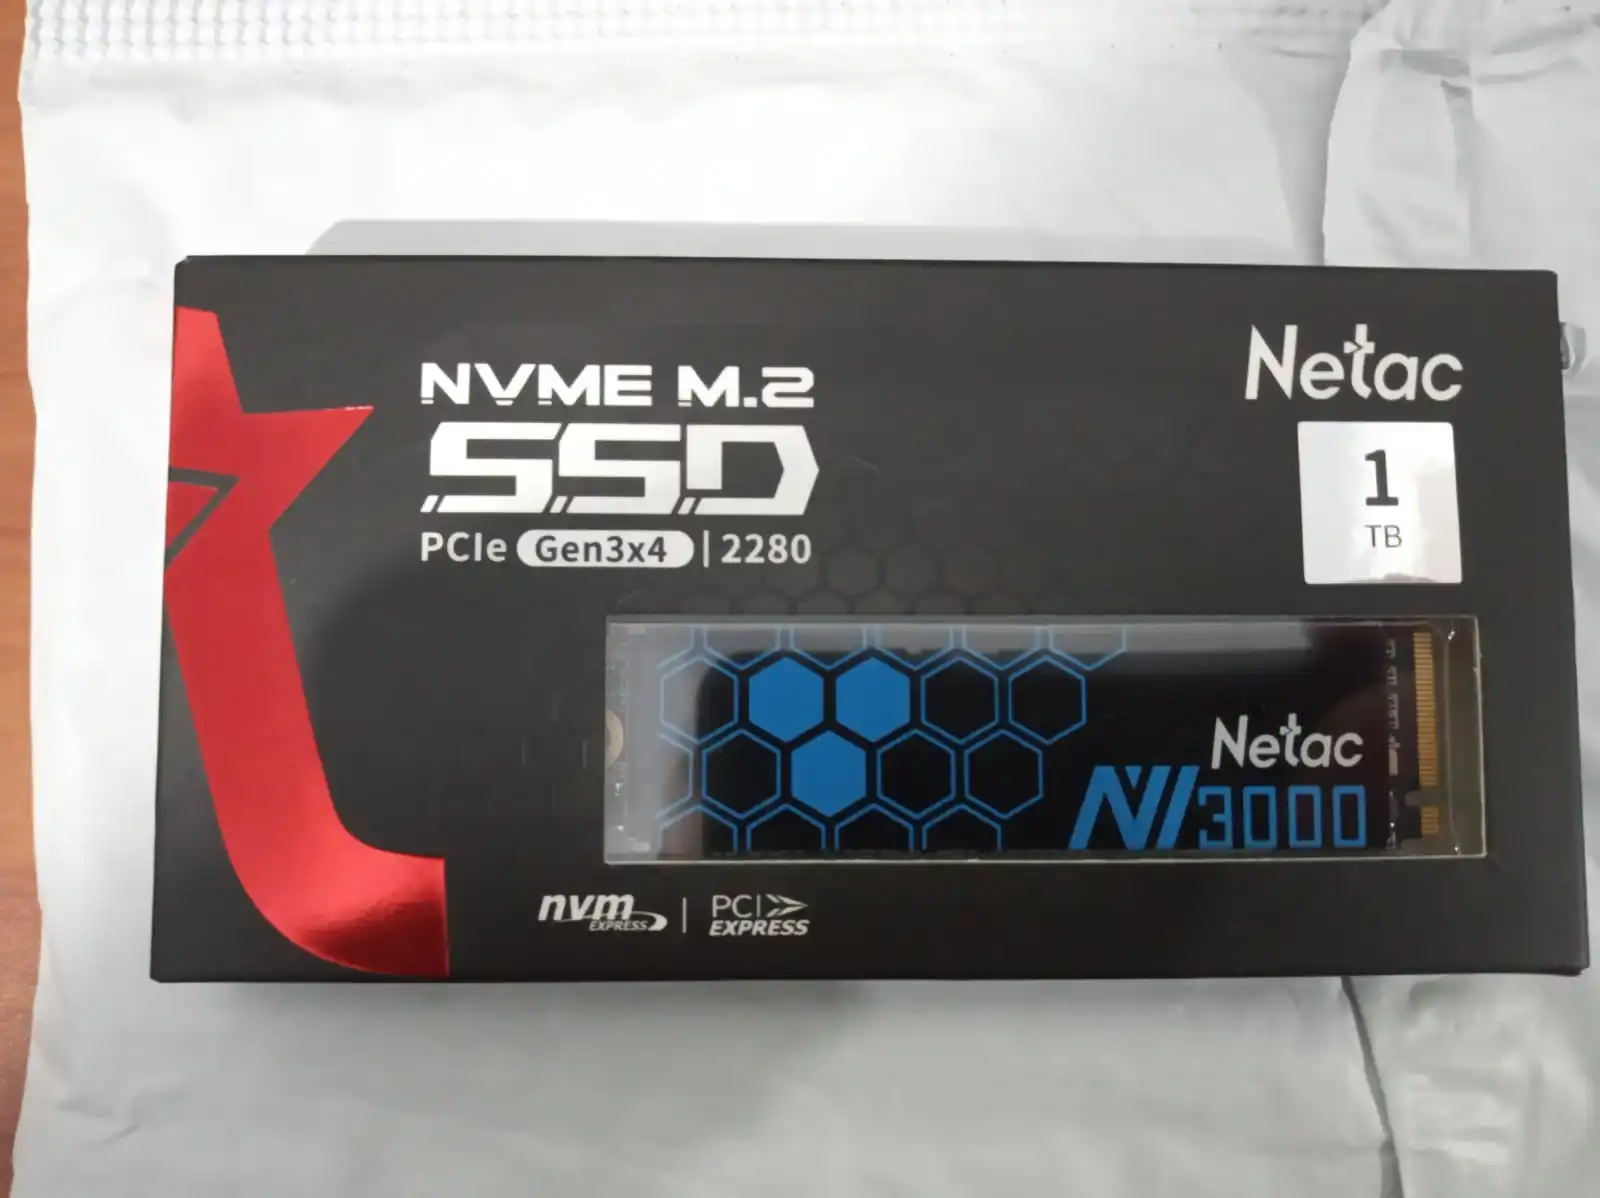 NVME M.2
SSD
PCIe Gen3x4 | 2280
Netac
1
TB
Netac
NV3000
nvm
EXPRESS
PCI
EXPRESS